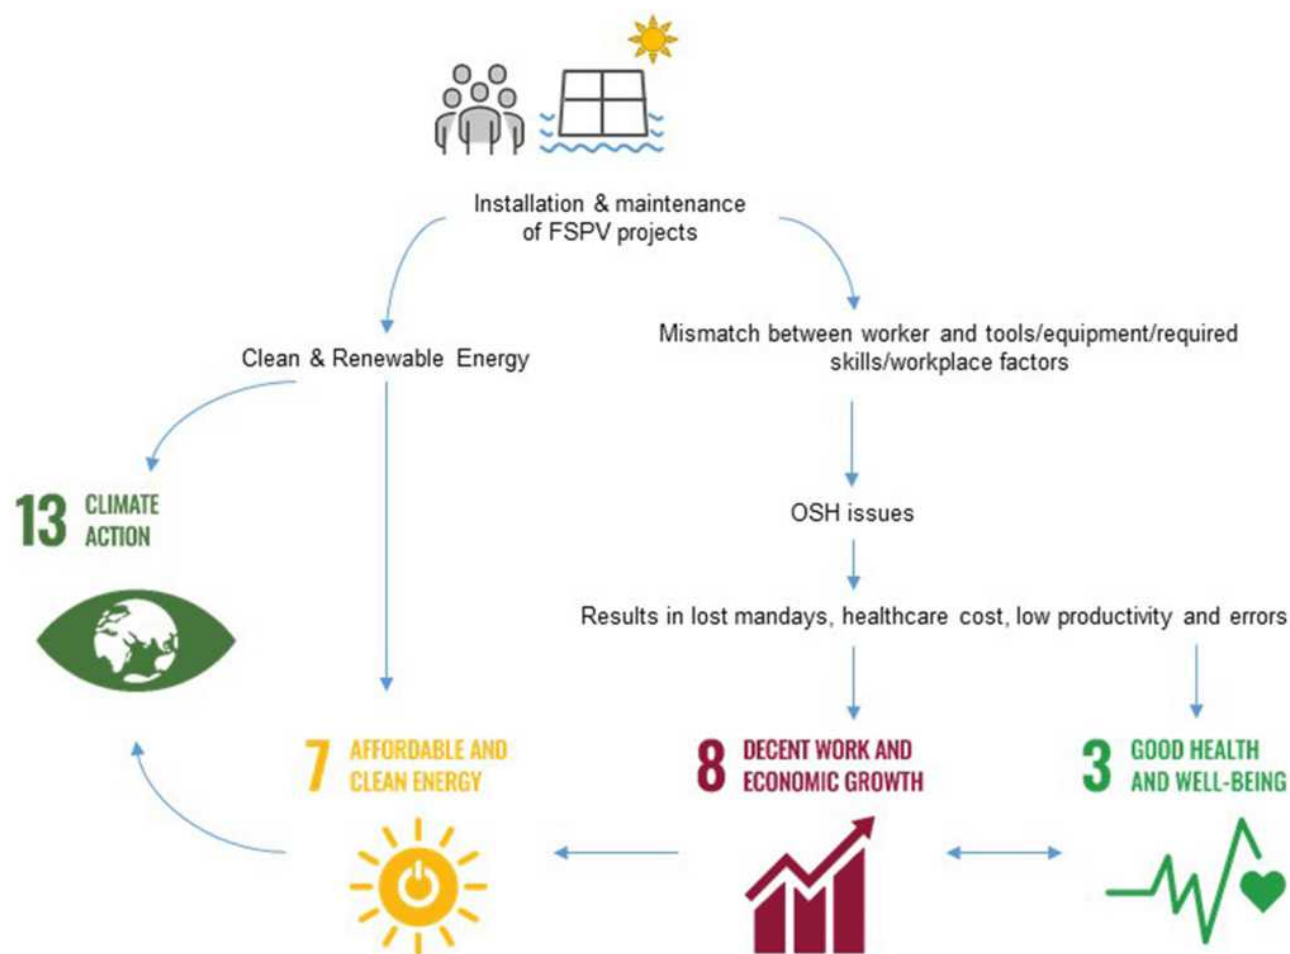 Installation & maintenance
of FSPV projects
Mismatch between worker and tools/equipment/required
skills/workplace factors
Clean & Renewable Energy
13 CLIMATE
ACTION
OSH issues
Results in lost mandays, healthcare cost, low productivity and errors
7 AFFORDABLE AND
CLEAN ENERGY
8 DECENT WORK AND
ECONOMIC GROWTH
3 GOOD HEALTH
AND WELL-BEING